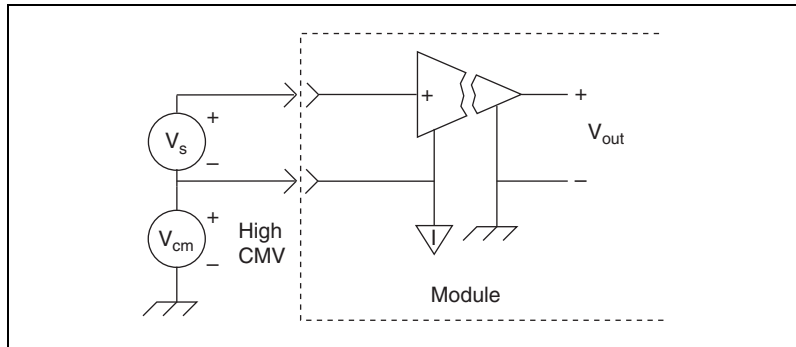 +
+
V_out
–
+
V_s
–
+
V_cm
–
High
CMV
I
Module